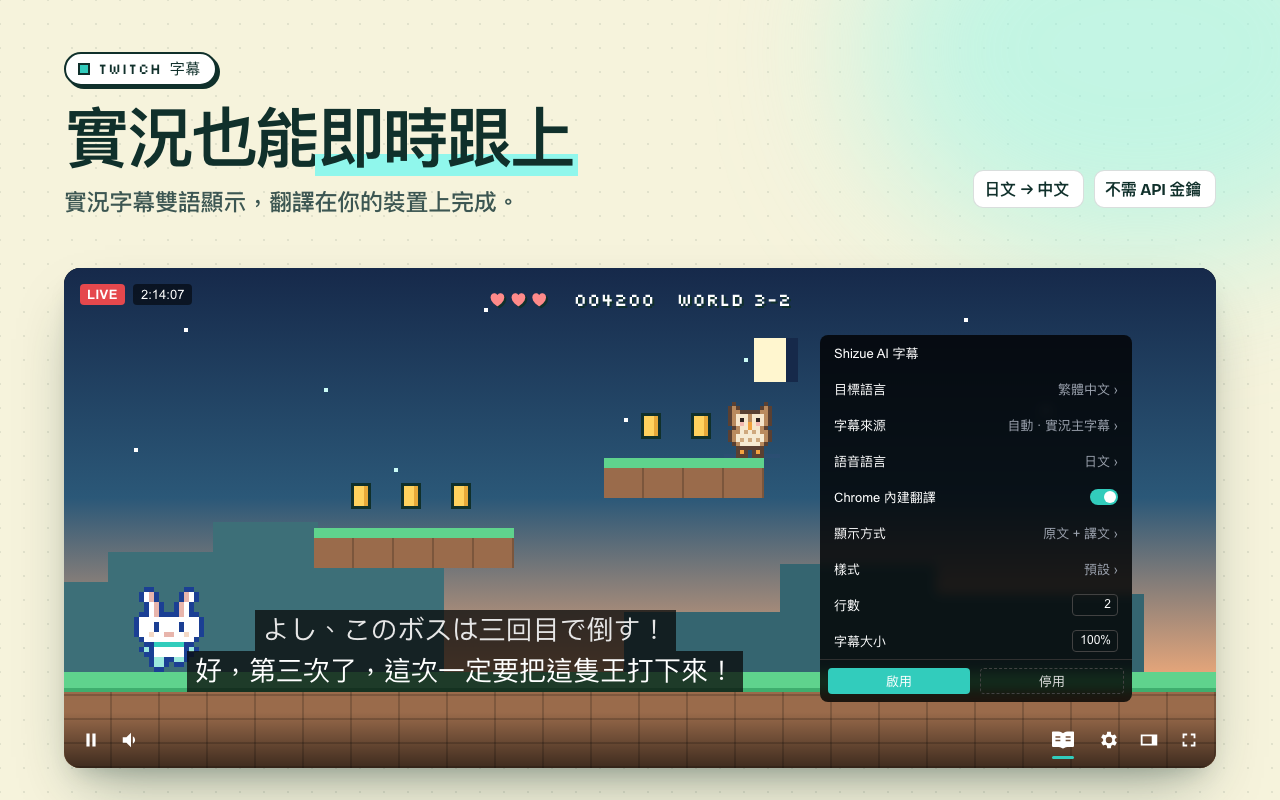 TWITCH 字幕
實況也能即時跟上
實況字幕雙語顯示，翻譯在你的裝置上完成。
日文 → 中文
不需 API 金鑰
LIVE 2:14:07
004200 WORLD 3-2
Shizue AI 字幕
目標語言 繁體中文 ›
字幕來源 自動 · 實況主字幕 ›
語音語言 日文 ›
Chrome 內建翻譯
顯示方式 原文 + 譯文 ›
樣式 預設 ›
行數 2
字幕大小 100%
啟用 停用
よし、このボスは三回目で倒す！
好，第三次了，這次一定要把這隻王打下來！